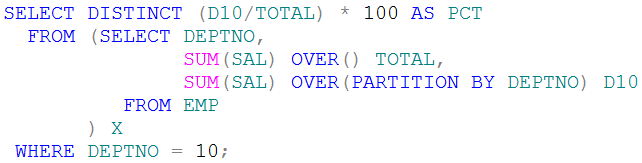 SELECT DISTINCT (D10/TOTAL) * 100 AS PCT
FROM (SELECT DEPTNO,
SUM(SAL) OVER() TOTAL,
SUM(SAL) OVER(PARTITION BY DEPTNO) D10
FROM EMP
) X
WHERE DEPTNO = 10;